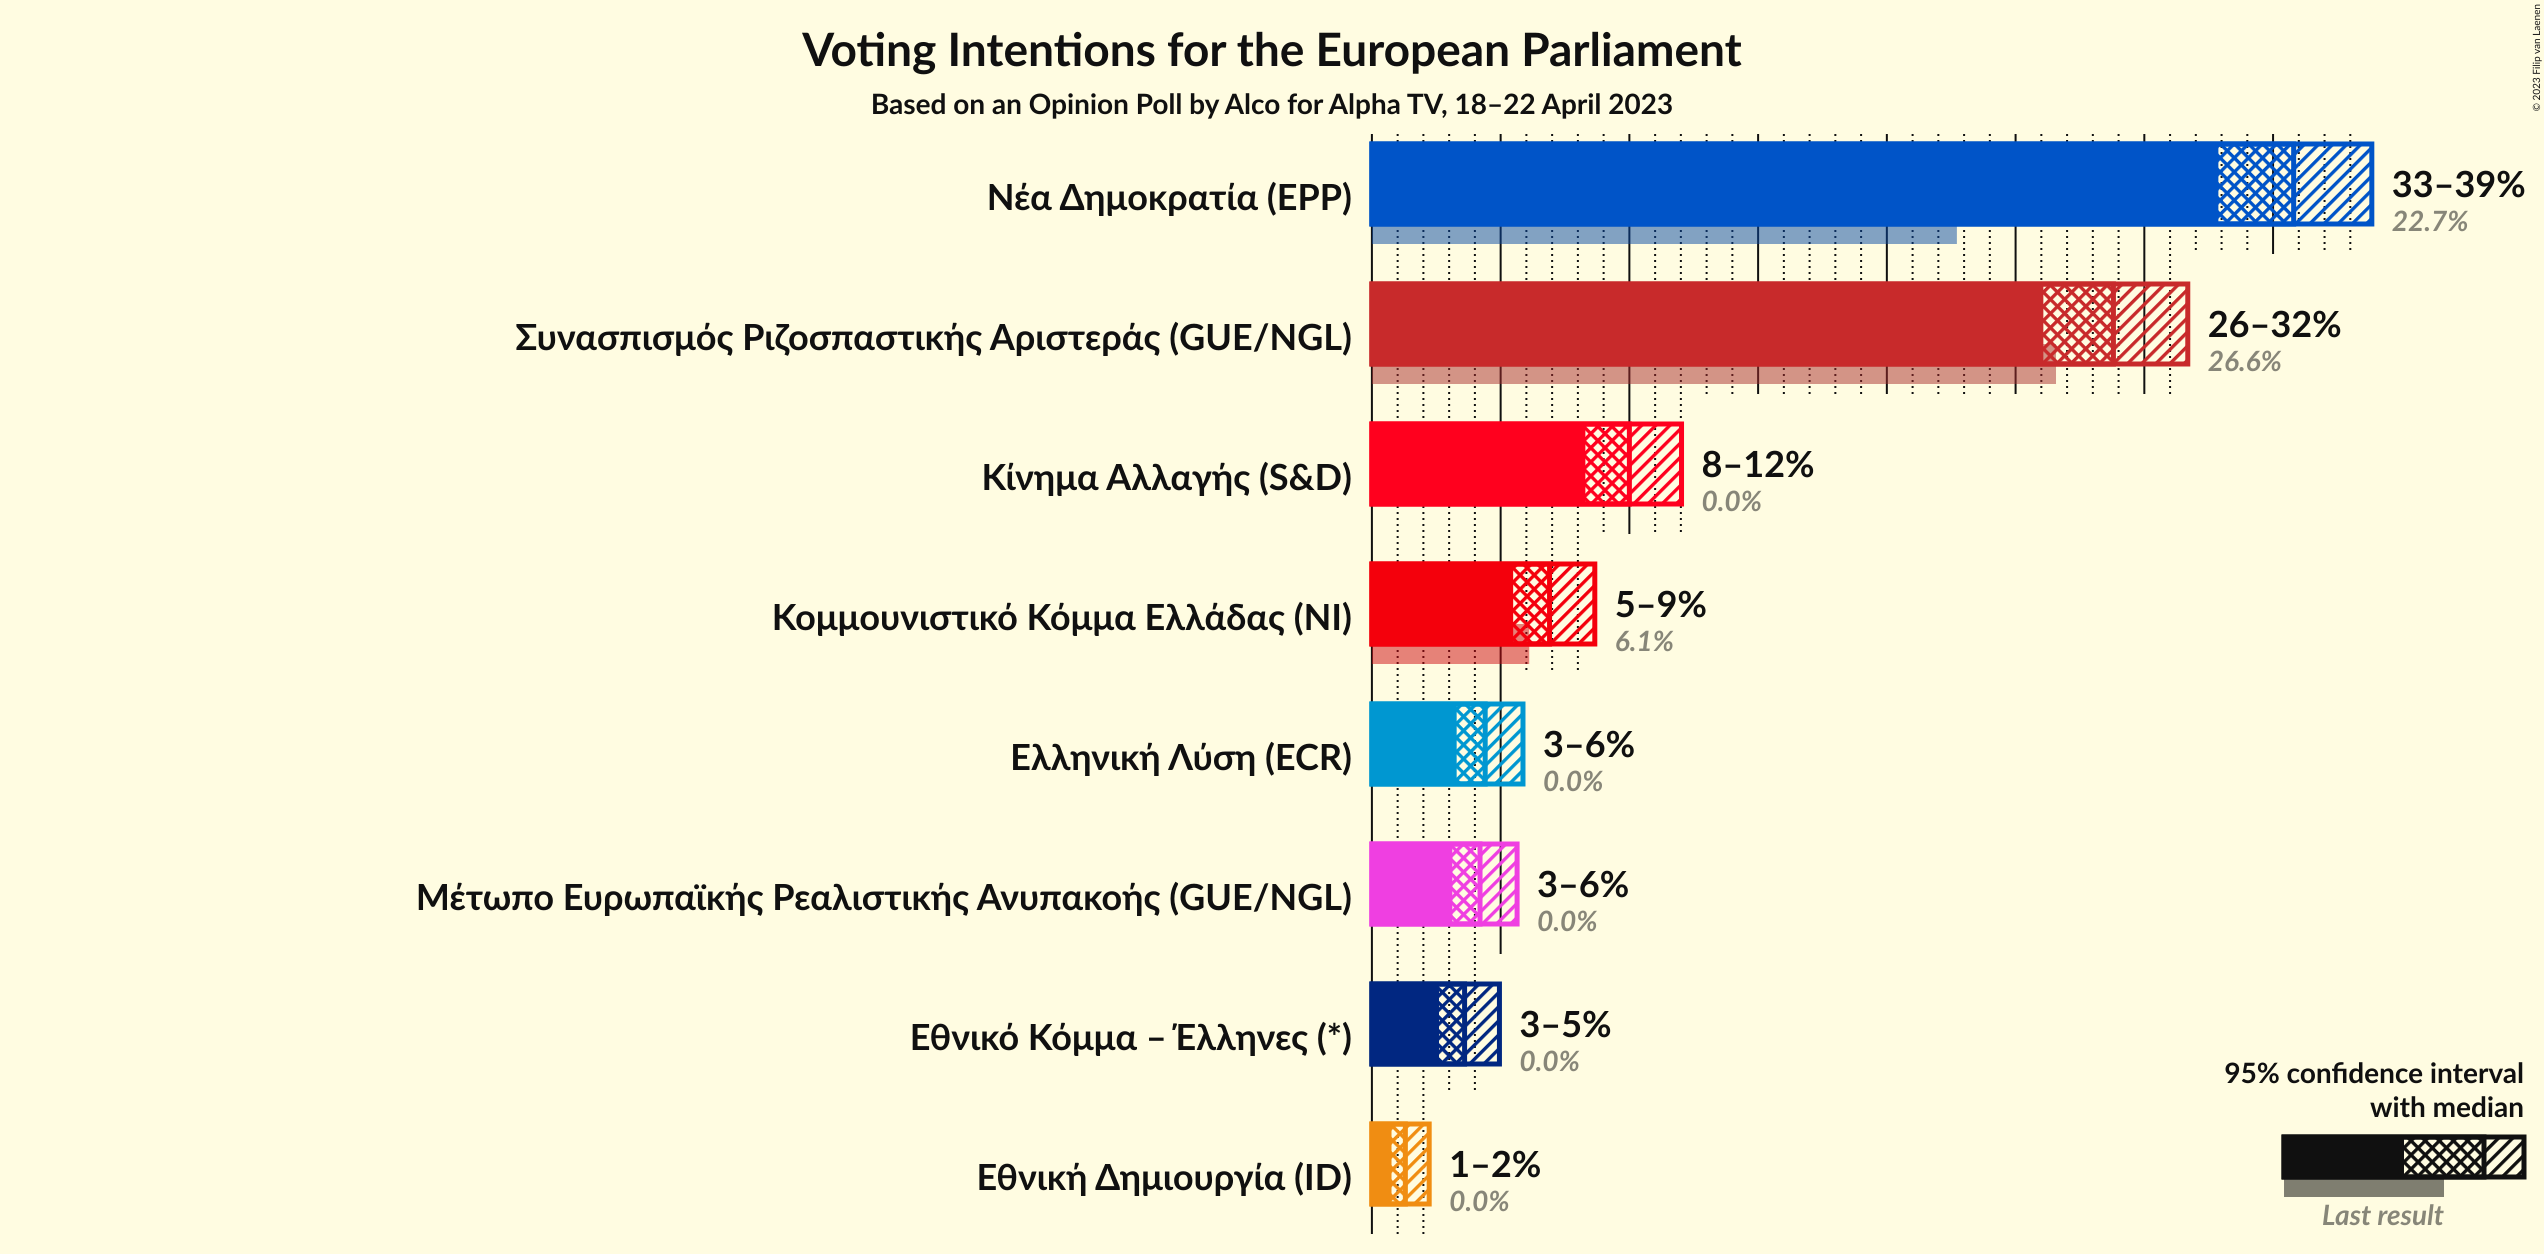 Voting Intentions for the European Parliament
Based on an Opinion Poll by Alco for Alpha TV, 18–22 April 2023
© 2023 Filip van Laenen
Νέα Δημοκρατία (EPP)
33–39%
22.7%
Συνασπισμός Ριζοσπαστικής Αριστεράς (GUE/NGL)
26–32%
26.6%
Κίνημα Αλλαγής (S&D)
8–12%
0.0%
Κομμουνιστικό Κόμμα Ελλάδας (NI)
5–9%
6.1%
Ελληνική Λύση (ECR)
3–6%
0.0%
Μέτωπο Ευρωπαϊκής Ρεαλιστικής Ανυπακοής (GUE/NGL)
3–6%
0.0%
Εθνικό Κόμμα – Έλληνες (*)
3–5%
0.0%
Εθνική Δημιουργία (ID)
1–2%
0.0%
95% confidence interval
with median
Last result